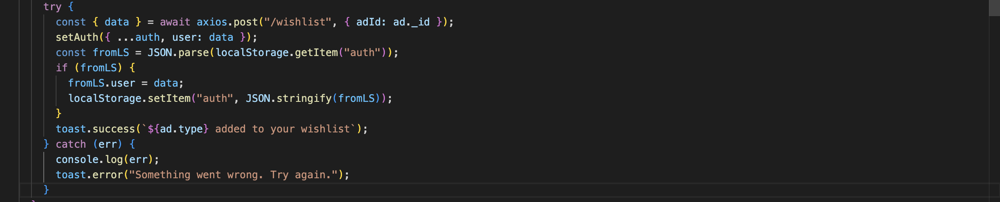 try {
const { data } = await axios.post("/wishlist", { adId: ad._id });
setAuth({ ...auth, user: data });
const fromLS = JSON.parse(localStorage.getItem("auth"));
if (fromLS) {
fromLS.user = data;
localStorage.setItem("auth", JSON.stringify(fromLS));
}
toast.success(`${ad.type} added to your wishlist`);
} catch (err) {
console.log(err);
toast.error("Something went wrong. Try again.");
}